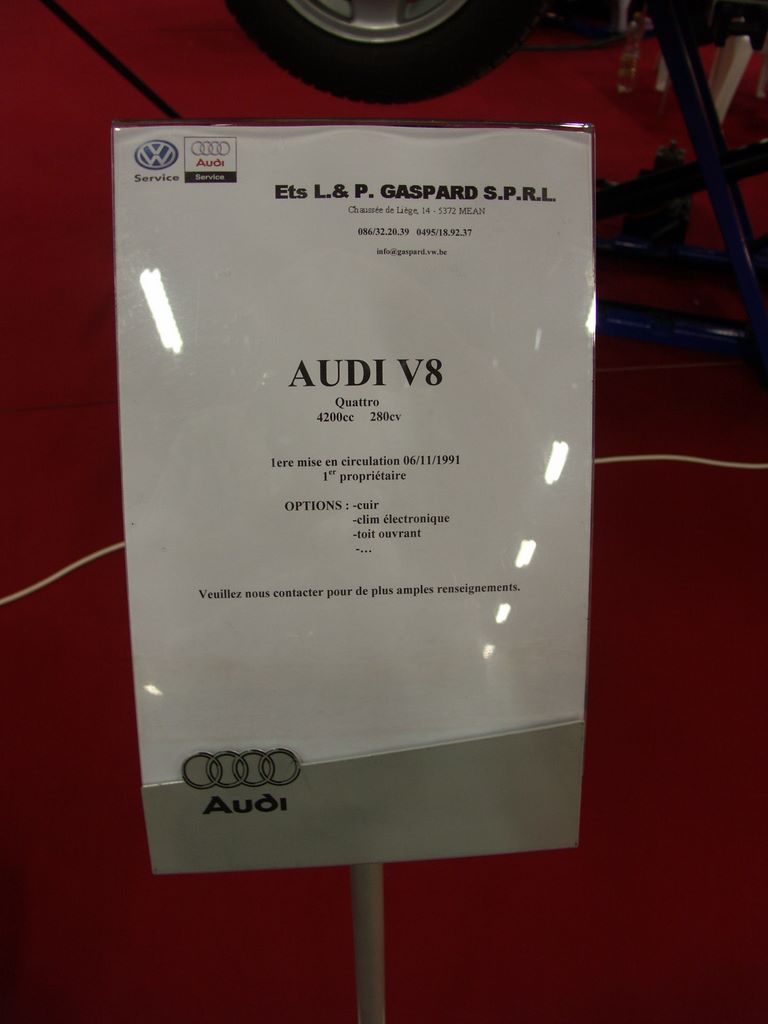 Service
Audi
Service
Ets L.& P. GASPARD S.P.R.L.
Chaussée de Liège, 14 - 5372 MEAN
086/32.20.39 0495/18.92.37
info@gaspard.vw.be
AUDI V8
Quattro
4200cc 280cv
1ere mise en circulation 06/11/1991
1er propriétaire
OPTIONS : -cuir
-clim électronique
-toit ouvrant
-...
Veuillez nous contacter pour de plus amples renseignements.
Audi